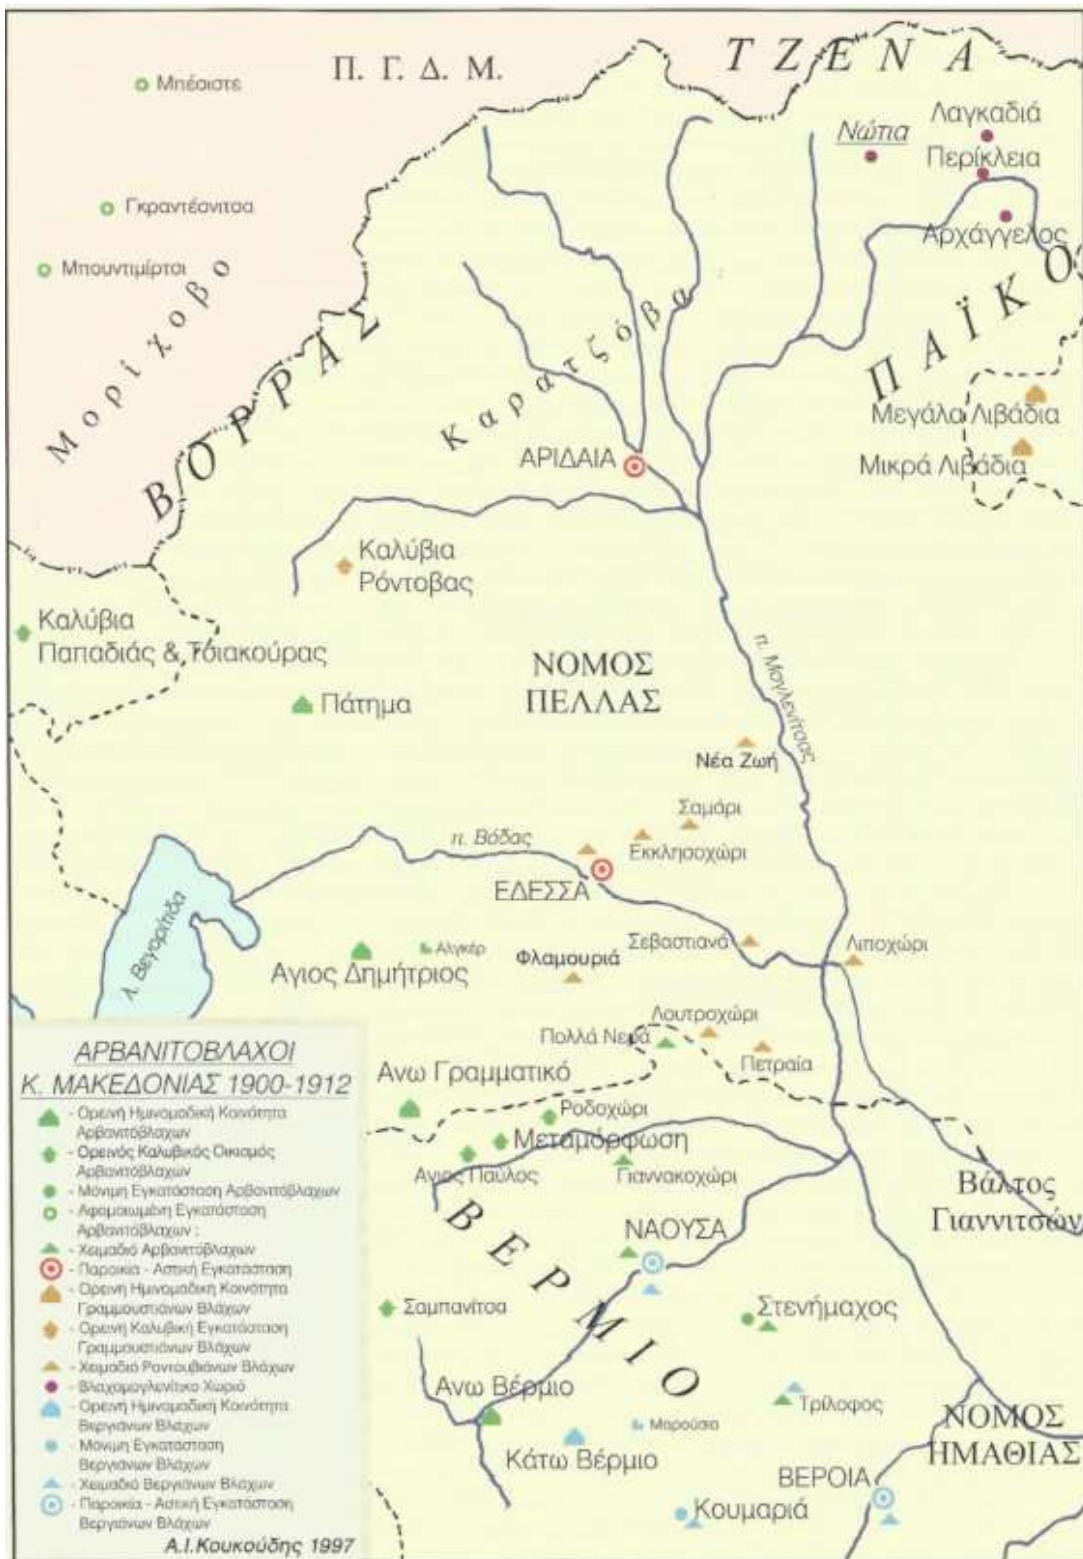 Π. Γ. Δ. Μ.
ΤΖΕΝΑ
Μπέσιστε
Λαγκαδιά
Νώτια
Περίκλεια
Γκραντέσνιτσα
Αρχάγγελος
Μπουντιμίρτσι
Μορίχοβο
ΒΟΡΡΑΣ
Καρατζόβα
ΠΑΪΚΟ
Μεγάλα Λιβάδια
ΑΡΙΔΑΙΑ
Μικρά Λιβάδια
Καλύβια
Ρόντοβας
Καλύβια
Παπαδιάς & Τσιακούρας
ΝΟΜΟΣ
ΠΕΛΛΑΣ
π. Μογλενίτσας
Πάτημα
Νέα Ζωή
Σαμάρι
π. Βόδας
Εκκλησοχώρι
ΕΔΕΣΣΑ
λ. Βεγορίτιδα
Σεβαστιανά
Λιποχώρι
Αλγκέρ
Άγιος Δημήτριος
Φλαμουριά
Λουτροχώρι
Πολλά Νερά
Πετραία
Ανω Γραμματικό
Ροδοχώρι
Μεταμόρφωση
Αγιος Παύλος
Γιαννακοχώρι
Βάλτος
Γιαννιτσών
ΒΕΡΜΙΟ
ΝΑΟΥΣΑ
Σαμπανίτσα
Στενήμαχος
Ανω Βέρμιο
Τρίλοφος
Μαρούσια
ΝΟΜΟΣ
ΗΜΑΘΙΑΣ
Κάτω Βέρμιο
ΒΕΡΟΙΑ
Κουμαριά
ΑΡΒΑΝΙΤΟΒΛΑΧΟΙ
Κ. ΜΑΚΕΔΟΝΙΑΣ 1900-1912
- Ορεινή Ημινομαδική Κοινότητα
Αρβανιτόβλαχων
- Ορεινός Καλυβικός Οικισμός
Αρβανιτόβλαχων
- Μόνιμη Εγκατάσταση Αρβανιτόβλαχων
- Αφομοιωμένη Εγκατάσταση
Αρβανιτόβλαχων :
- Χειμαδιό Αρβανιτόβλαχων
- Παροικία - Αστική Εγκατάσταση
- Ορεινή Ημινομαδική Κοινότητα
Γραμμουστιάνων Βλάχων
- Ορεινή Καλυβική Εγκατάσταση
Γραμμουστιάνων Βλάχων
- Χειμαδιό Ροντουβιάνων Βλάχων
- Βλαχομογλενίτικο Χωριό
- Ορεινή Ημινομαδική Κοινότητα
Βεργιάνων Βλάχων
- Μόνιμη Εγκατάσταση
Βεργιάνων Βλάχων
- Χειμαδιό Βεργιάνων Βλάχων
- Παροικία - Αστική Εγκατάσταση
Βεργιάνων Βλάχων
Α.Ι.Κουκούδης 1997